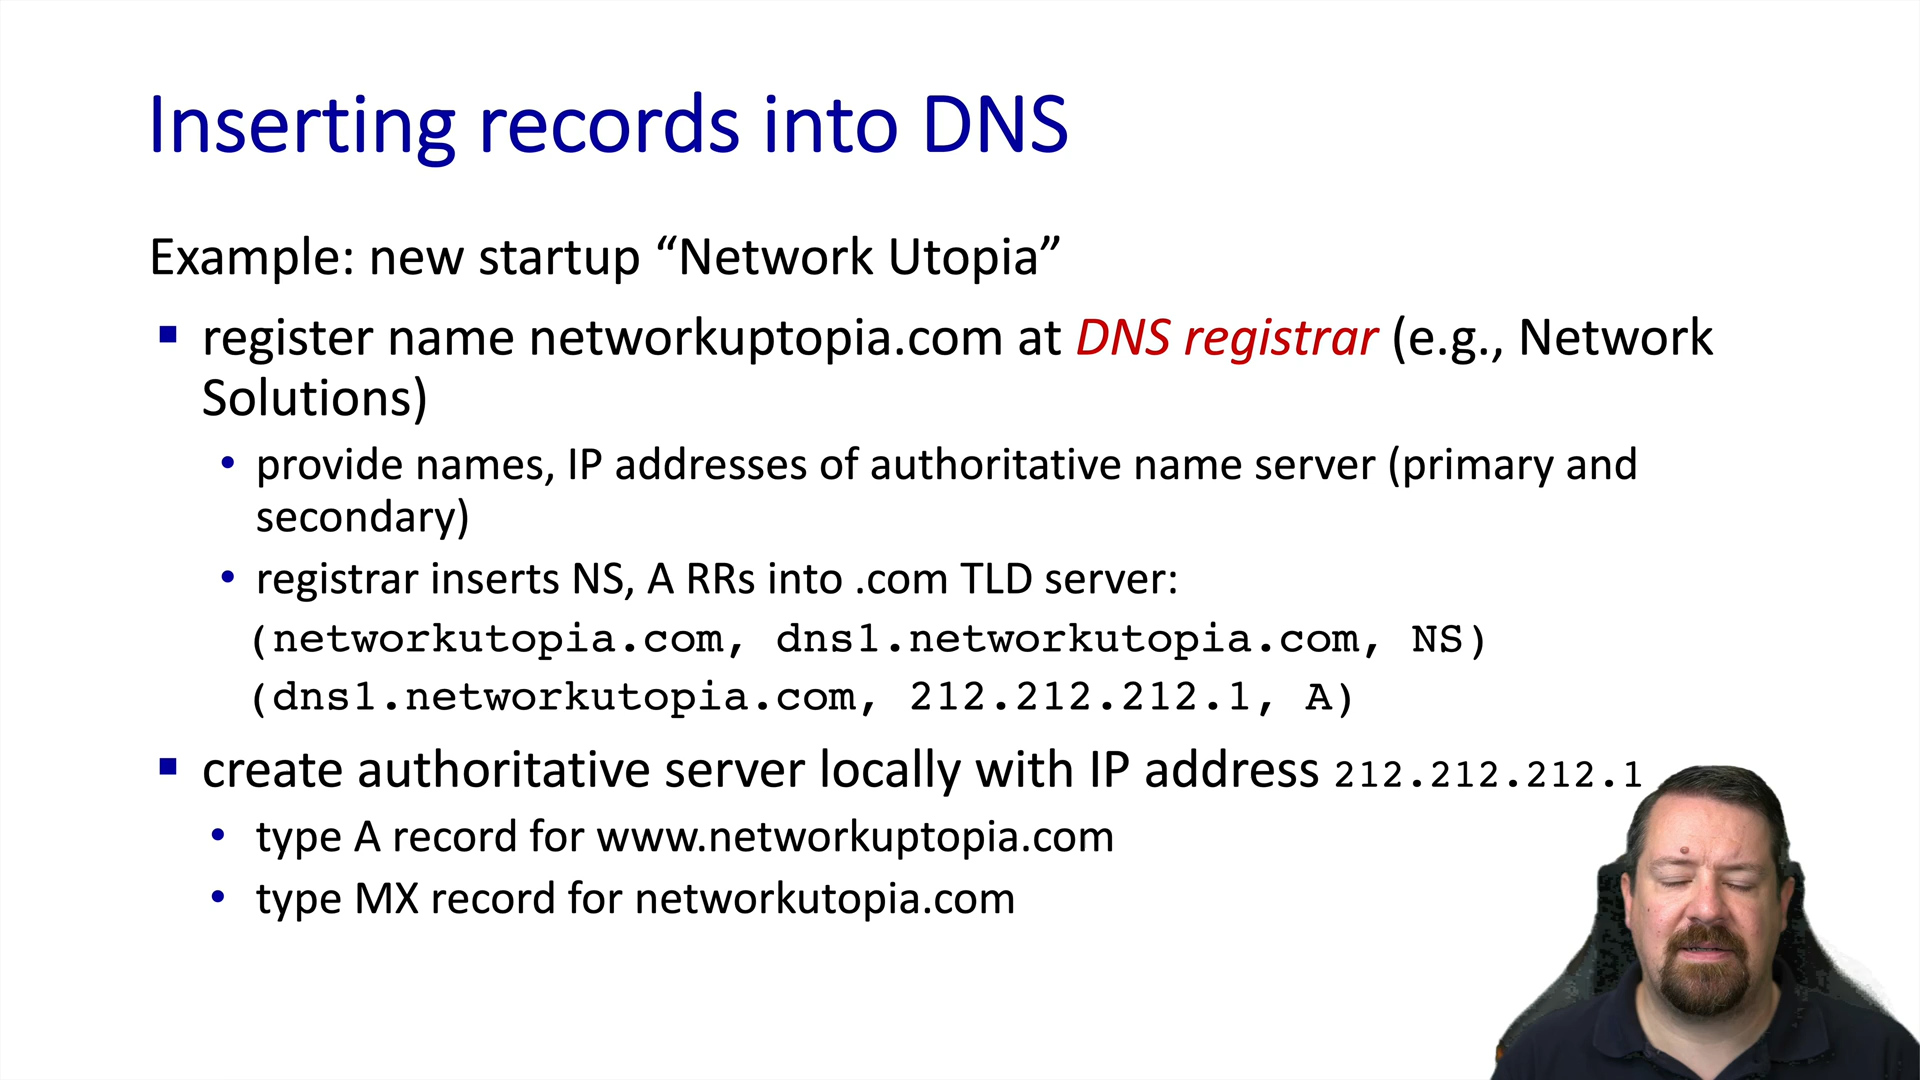 Inserting records into DNS
Example: new startup “Network Utopia”
▪ register name networkuptopia.com at DNS registrar (e.g., Network
Solutions)
• provide names, IP addresses of authoritative name server (primary and
secondary)
• registrar inserts NS, A RRs into .com TLD server:
(networkutopia.com, dns1.networkutopia.com, NS)
(dns1.networkutopia.com, 212.212.212.1, A)
▪ create authoritative server locally with IP address 212.212.212.1
• type A record for www.networkuptopia.com
• type MX record for networkutopia.com